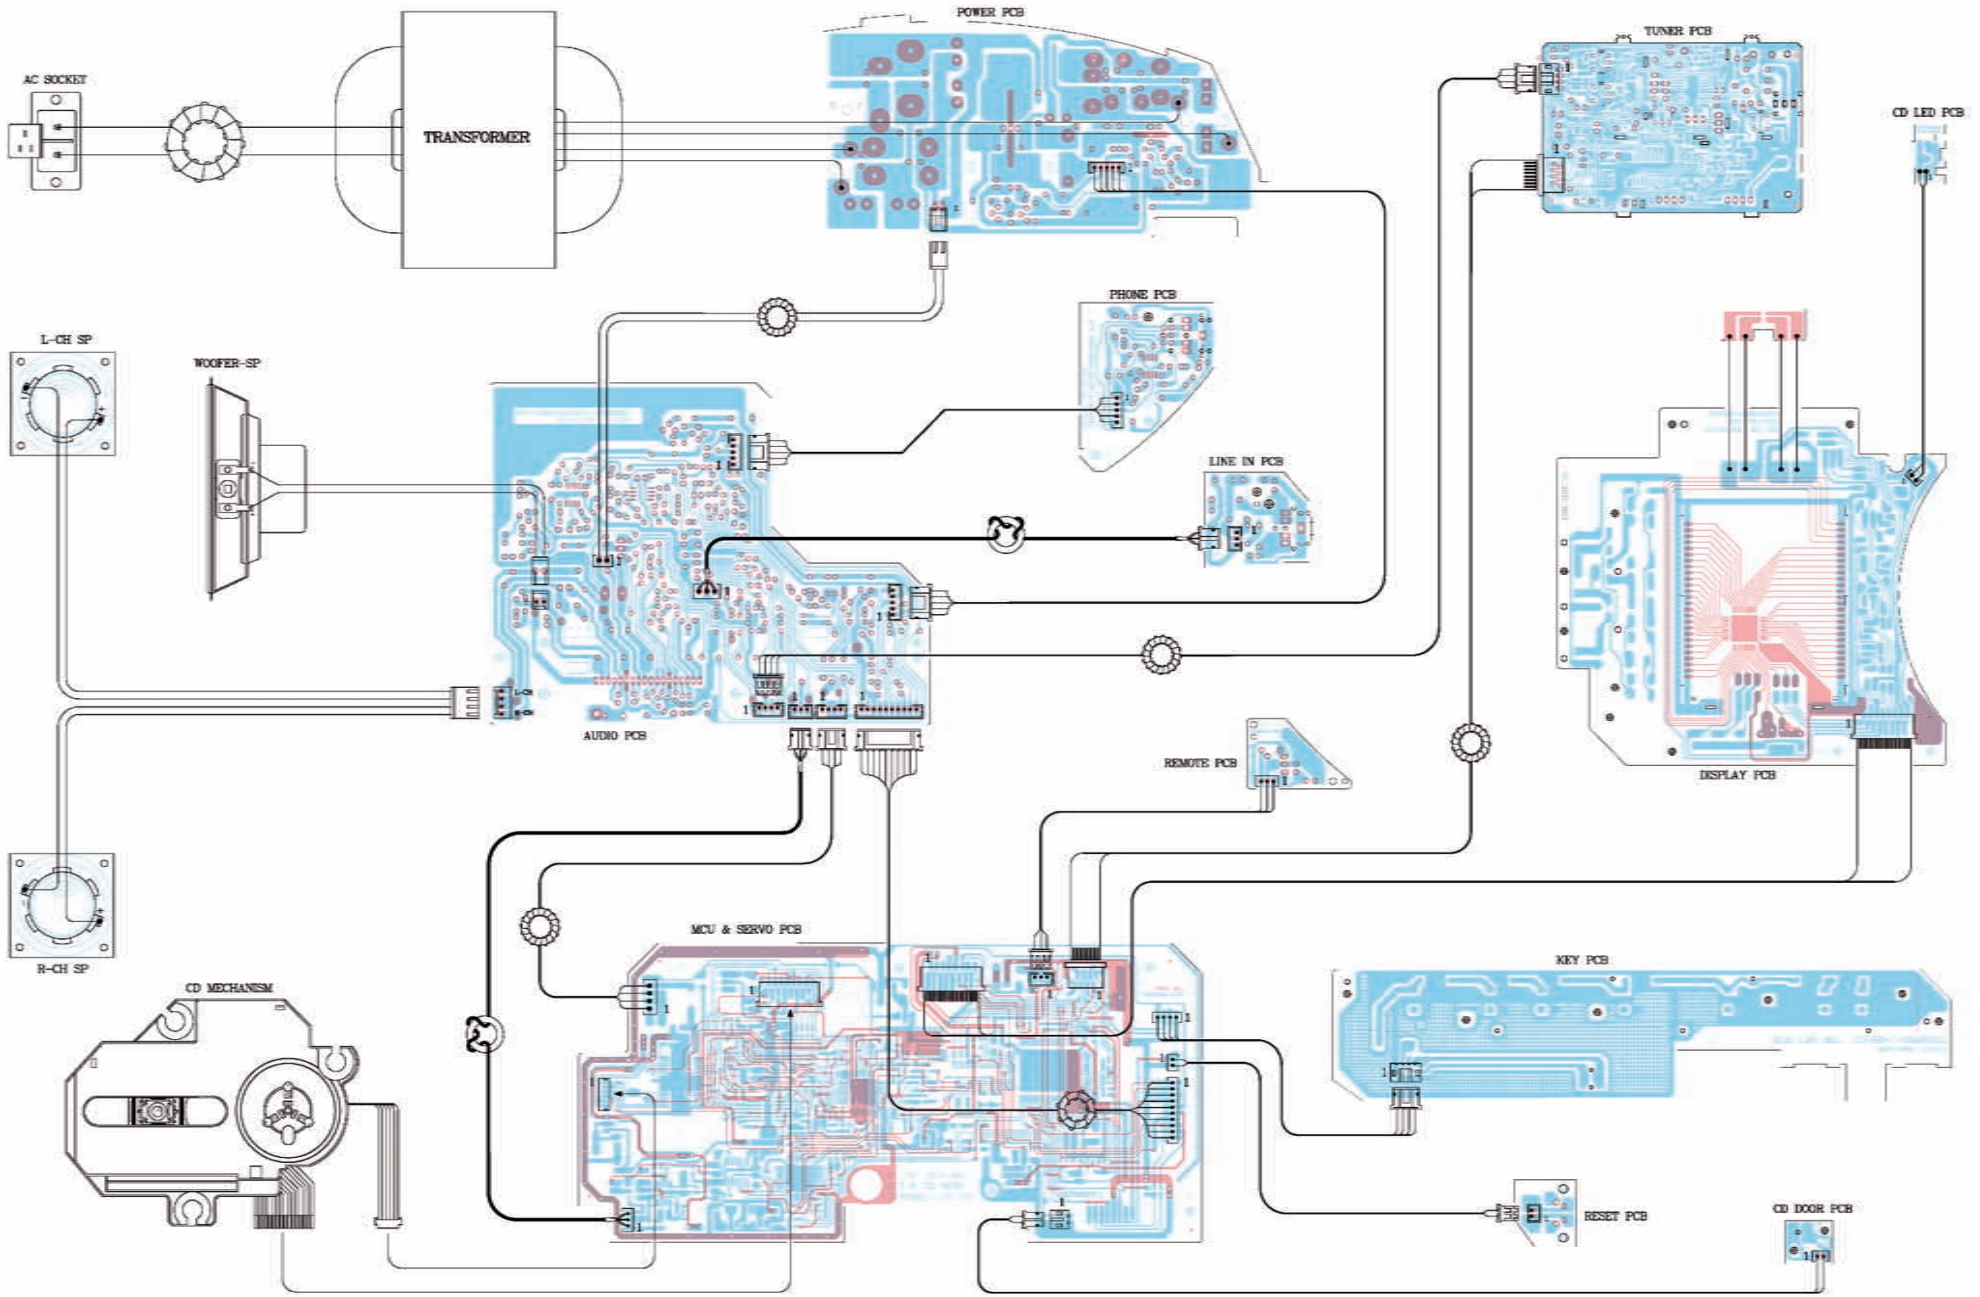 POWER PCB
TUNER PCB
AC SOCKET
CD LED PCB
TRANSFORMER
PHONE PCB
L-CH SP
WOOFER-SP
LINE IN PCB
L-CH
R-CH
AUDIO PCB
REMOTE PCB
DISPLAY PCB
MCU & SERVO PCB
R-CH SP
KEY PCB
CD MECHANISM
RESET PCB
CD DOOR PCB